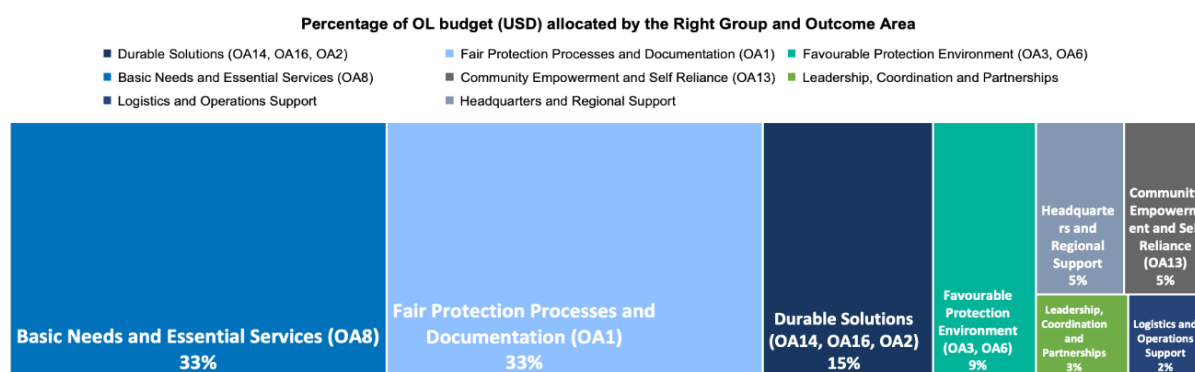 Percentage of OL budget (USD) allocated by the Right Group and Outcome Area
Durable Solutions (OA14, OA16, OA2)
Fair Protection Processes and Documentation (OA1)
Favourable Protection Environment (OA3, OA6)
Basic Needs and Essential Services (OA8)
Community Empowerment and Self Reliance (OA13)
Leadership, Coordination and Partnerships
Logistics and Operations Support
Headquarters and Regional Support
Basic Needs and Essential Services (OA8)
33%
Fair Protection Processes and
Documentation (OA1)
33%
Durable Solutions
(OA14, OA16, OA2)
15%
Favourable
Protection
Environment
(OA3, OA6)
9%
Headquarte
rs and
Regional
Support
5%
Community
Empowerm
ent and Sel
Reliance
(OA13)
5%
Leadership,
Coordination
and
Partnerships
3%
Logistics and
Operations
Support
2%